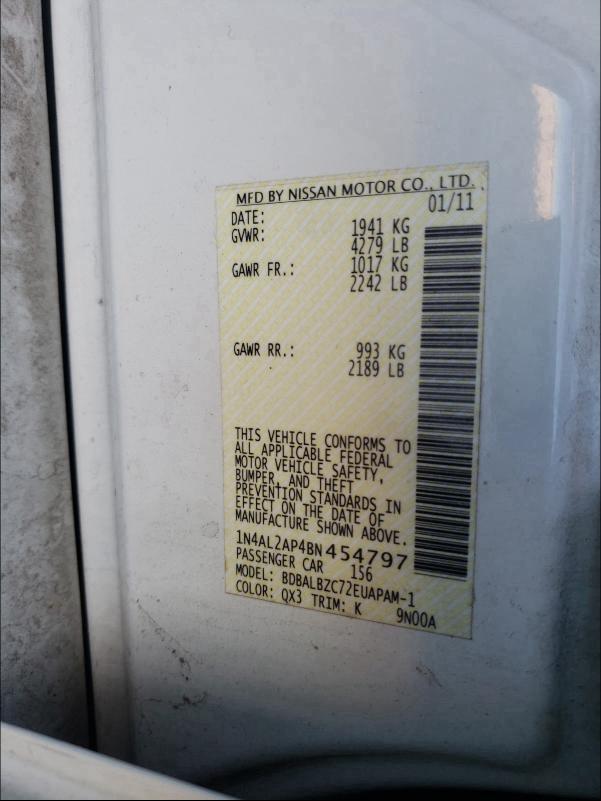 MFD BY NISSAN MOTOR CO., LTD.
DATE: 01/11
GVWR: 1941 KG
4279 LB
GAWR FR.: 1017 KG
2242 LB
GAWR RR.: 993 KG
2189 LB
THIS VEHICLE CONFORMS TO
ALL APPLICABLE FEDERAL
MOTOR VEHICLE SAFETY,
BUMPER, AND THEFT
PREVENTION STANDARDS IN
EFFECT ON THE DATE OF
MANUFACTURE SHOWN ABOVE.
1N4AL2AP4BN454797
PASSENGER CAR 156
MODEL: BDBALBZC72EUAPAM-1
COLOR: QX3 TRIM: K 9N00A